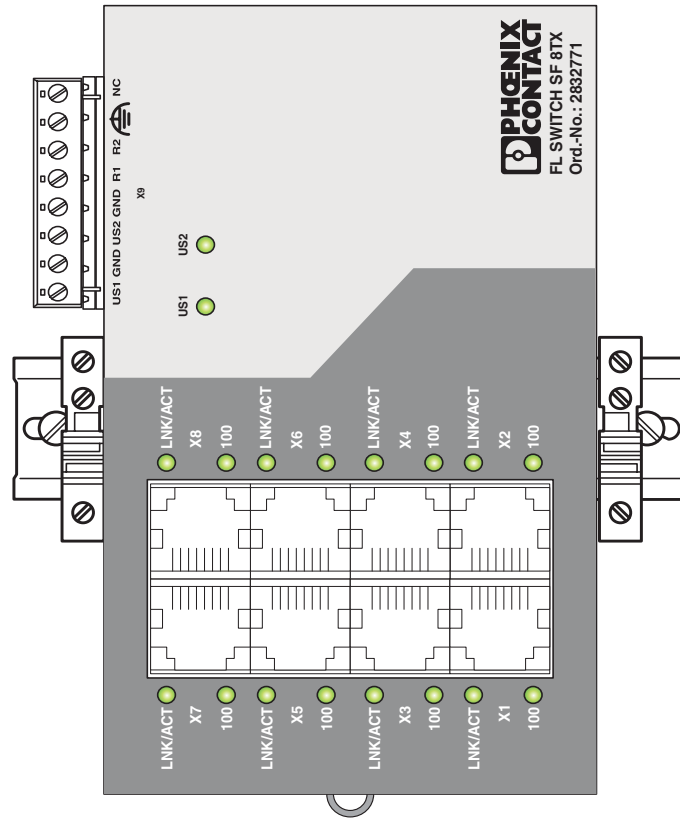 US1 GND US2 GND R1 R2 NC
X9
US1 US2
PHŒNIX
CONTACT
FL SWITCH SF 8TX
Ord.-No.: 2832771
LNK/ACT X8 100 LNK/ACT X6 100 LNK/ACT X4 100 LNK/ACT X2 100
LNK/ACT X7 100 LNK/ACT X5 100 LNK/ACT X3 100 LNK/ACT X1 100